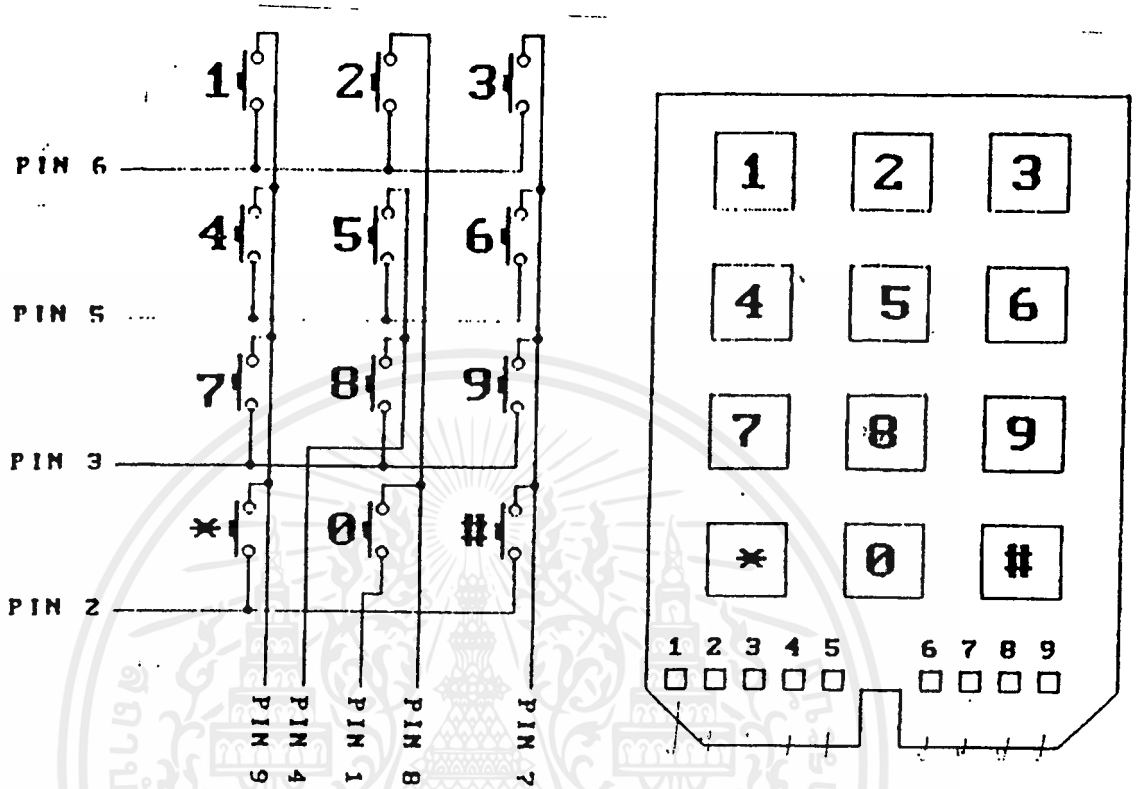 1 2 3
PIN 6
4 5 6
PIN 5
7 8 9
PIN 3
* 0 #
PIN 2
PIN 9
PIN 4
PIN 1
PIN 8
PIN 7
1 2 3
4 5 6
7 8 9
* 0 #
1 2 3 4 5 6 7 8 9